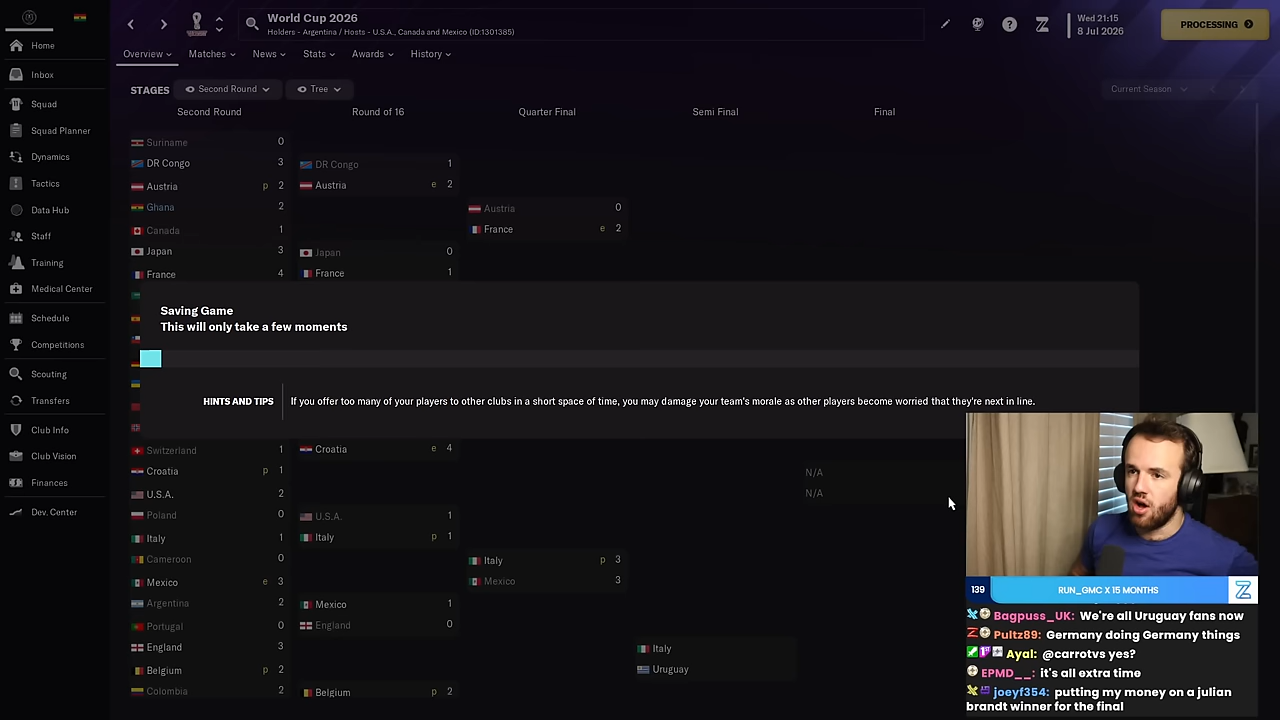 World Cup 2026
Holders - Argentina / Hosts - U.S.A., Canada and Mexico (ID:1301385)
Wed 21:15
8 Jul 2026
PROCESSING
Home
Inbox
Squad
Squad Planner
Dynamics
Tactics
Data Hub
Staff
Training
Medical Center
Schedule
Competitions
Scouting
Transfers
Club Info
Club Vision
Finances
Dev. Center
Overview
Matches
News
Stats
Awards
History
STAGES
Second Round
Tree
Current Season
Second Round
Round of 16
Quarter Final
Semi Final
Final
Suriname 0
DR Congo 3
Austria p 2
Ghana 2
Canada 1
Japan 3
France 4
DR Congo 1
Austria e 2
Japan 0
France 1
Austria 0
France e 2
Saving Game
This will only take a few moments
HINTS AND TIPS
If you offer too many of your players to other clubs in a short space of time, you may damage your team's morale as other players become worried that they're next in line.
Switzerland 1
Croatia p 1
U.S.A. 2
Poland 0
Italy 1
Cameroon 0
Mexico e 3
Argentina 2
Portugal 0
England 3
Belgium p 2
Colombia 2
Croatia e 4
U.S.A. 1
Italy p 1
Mexico 1
England 0
Belgium p 2
Italy p 3
Mexico 3
Italy
Uruguay
N/A
N/A
139
RUN_GMC X 15 MONTHS
Z
Bagpuss_UK: We're all Uruguay fans now
Pultz89: Germany doing Germany things
Ayal: @carrotvs yes?
EPMD__: it's all extra time
joeyf354: putting my money on a julian
brandt winner for the final